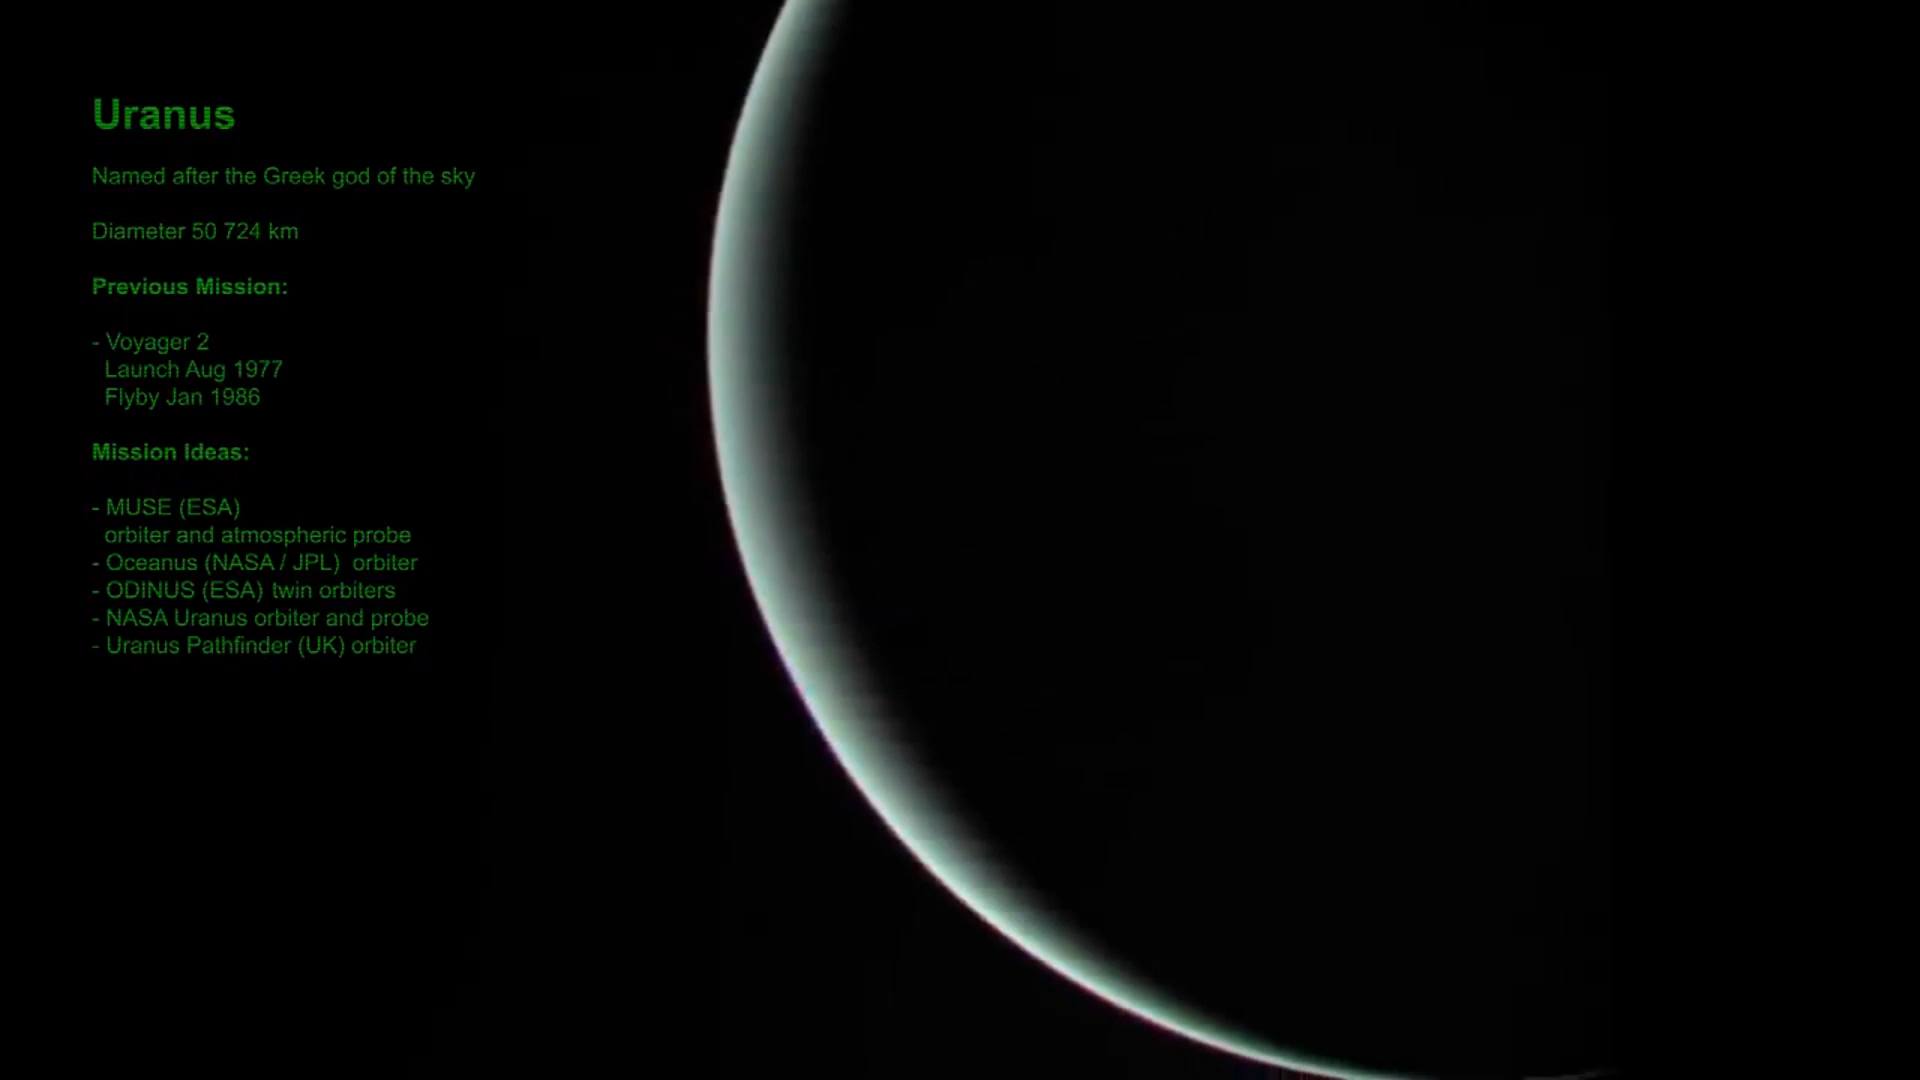 Uranus
Named after the Greek god of the sky
Diameter 50 724 km
Previous Mission:
- Voyager 2
Launch Aug 1977
Flyby Jan 1986
Mission Ideas:
- MUSE (ESA)
orbiter and atmospheric probe
- Oceanus (NASA / JPL)  orbiter
- ODINUS (ESA) twin orbiters
- NASA Uranus orbiter and probe
- Uranus Pathfinder (UK) orbiter